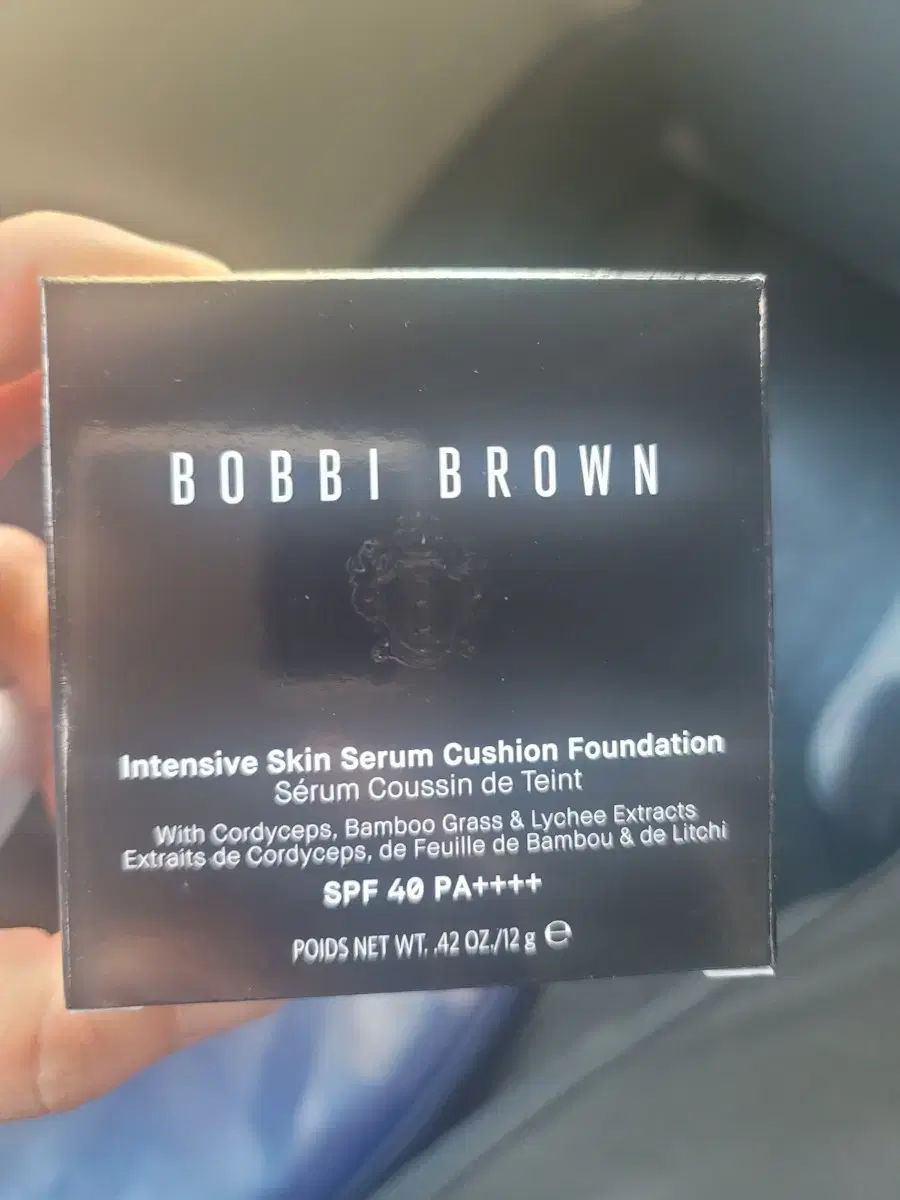 BOBBI BROWN
Intensive Skin Serum Cushion Foundation
Sérum Coussin de Teint
With Cordyceps, Bamboo Grass & Lychee Extracts
Extraits de Cordyceps, de Feuille de Bambou & de Litchi
SPF 40 PA++++
POIDS NET WT. .42 OZ./12 g ℮